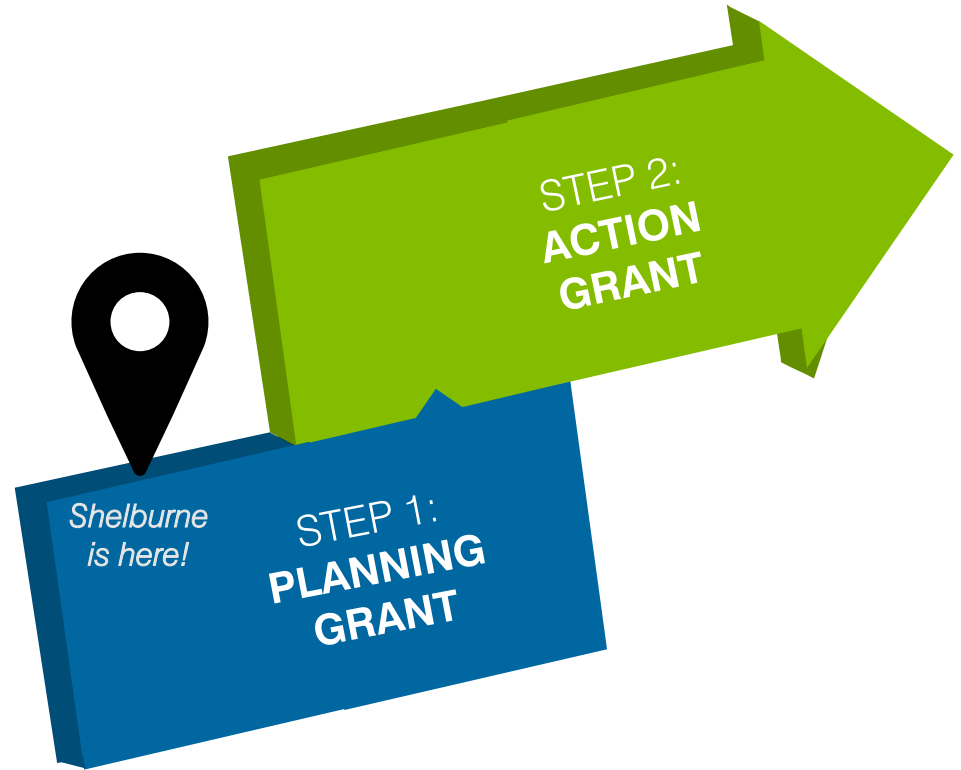 STEP 2:
ACTION
GRANT
Shelburne
is here!
STEP 1:
PLANNING
GRANT